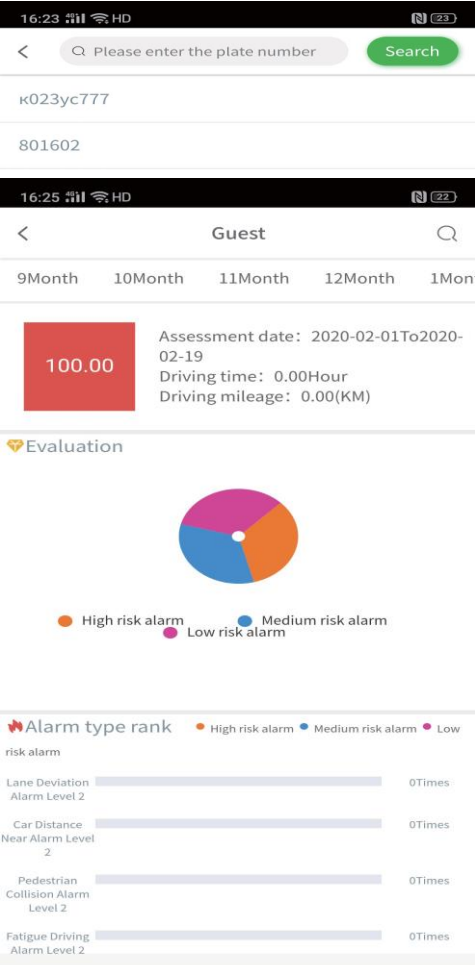 16:23 4G HD N 23
Please enter the plate number Search
к023ус777
801602
16:25 4G HD N 22
Guest
9Month 10Month 11Month 12Month 1Mon
100.00
Assessment date：2020-02-01To2020-
02-19
Driving time：0.00Hour
Driving mileage：0.00(KM)
Evaluation
High risk alarm Medium risk alarm
Low risk alarm
Alarm type rank High risk alarm Medium risk alarm Low
risk alarm
Lane Deviation
Alarm Level 2
0Times
Car Distance
Near Alarm Level
2
0Times
Pedestrian
Collision Alarm
Level 2
0Times
Fatigue Driving
Alarm Level 2
0Times